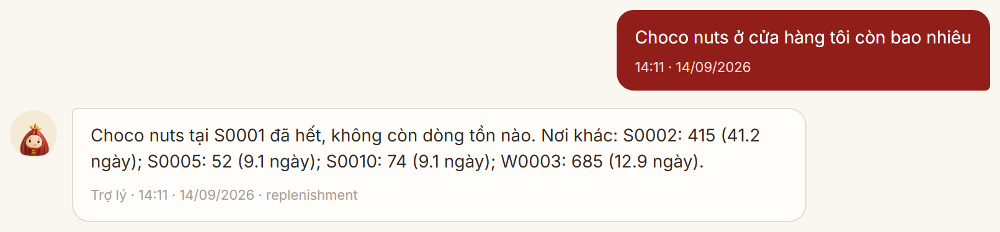 Choco nuts ở cửa hàng tôi còn bao nhiêu
14:11 · 14/09/2026
Choco nuts tại S0001 đã hết, không còn dòng tồn nào. Nơi khác: S0002: 415 (41.2
ngày); S0005: 52 (9.1 ngày); S0010: 74 (9.1 ngày); W0003: 685 (12.9 ngày).
Trợ lý · 14:11 · 14/09/2026 · replenishment